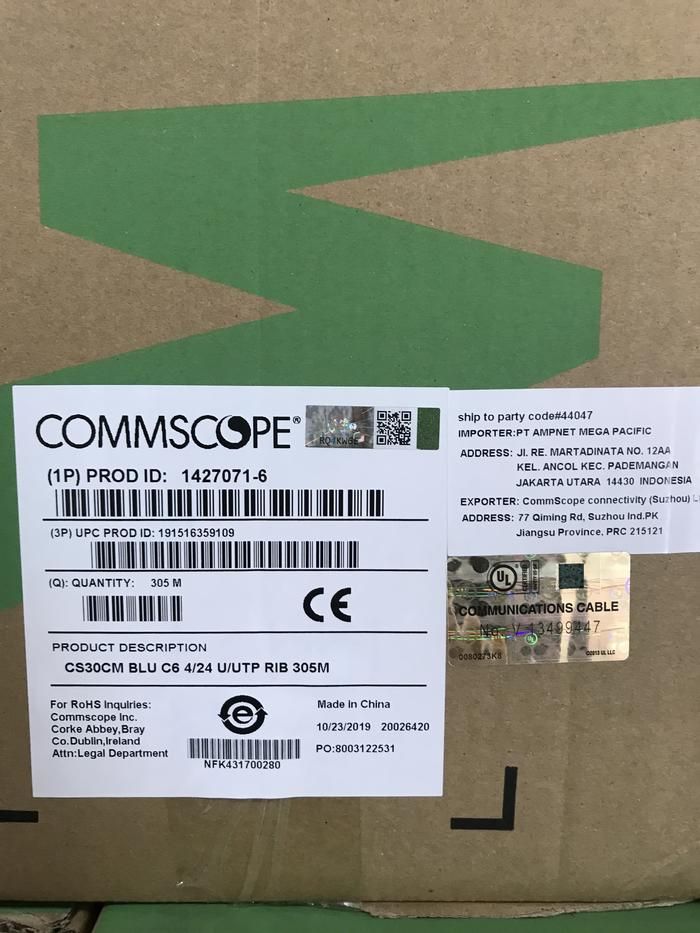 COMMSCOPE®
RO4KW6E
(1P) PROD ID: 1427071-6
(3P) UPC PROD ID: 191516359109
(Q): QUANTITY: 305 M
CE
PRODUCT DESCRIPTION
CS30CM BLU C6 4/24 U/UTP RIB 305M
For RoHS Inquiries:
Commscope Inc.
Corke Abbey,Bray
Co.Dublin,Ireland
Attn:Legal Department
e
NFK431700280
Made in China
10/23/2019 20026420
PO:8003122531
ship to party code#44047
IMPORTER:PT AMPNET MEGA PACIFIC
ADDRESS: Jl. RE. MARTADINATA NO. 12AA
KEL. ANCOL KEC. PADEMANGAN
JAKARTA UTARA 14430 INDONESIA
EXPORTER: CommScope connectivity (Suzhou)
ADDRESS: 77 Qiming Rd, Suzhou Ind.PK
Jiangsu Province, PRC 215121
UL
COMMUNICATIONS CABLE
No. V 13499447
0080273K8
©2013 UL LLC